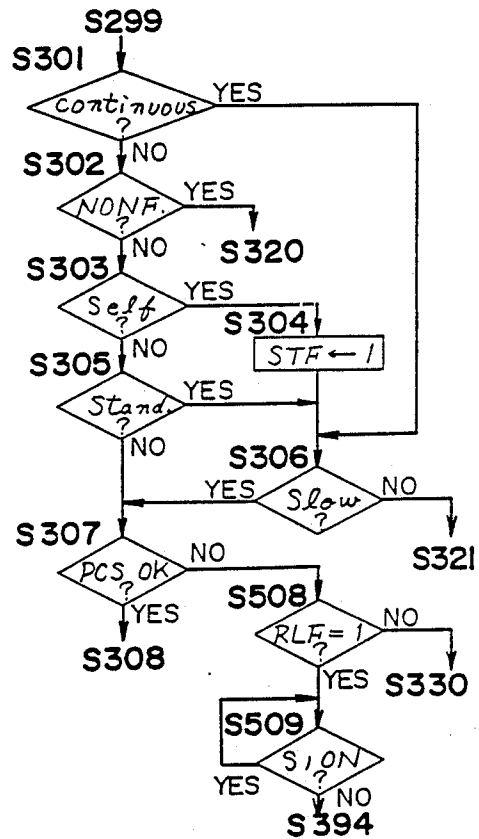 S299
S301
continuous
?
YES
NO
S302
NONF.
?
YES
S320
NO
S303
Self
?
YES
S304
STF ← 1
NO
S305
Stand.
?
YES
NO
S306
Slow
?
YES
NO
S321
S307
PCS OK
?
NO
YES
S308
S508
RLF = 1
?
NO
S330
YES
S509
S1 ON
?
YES
NO
S394